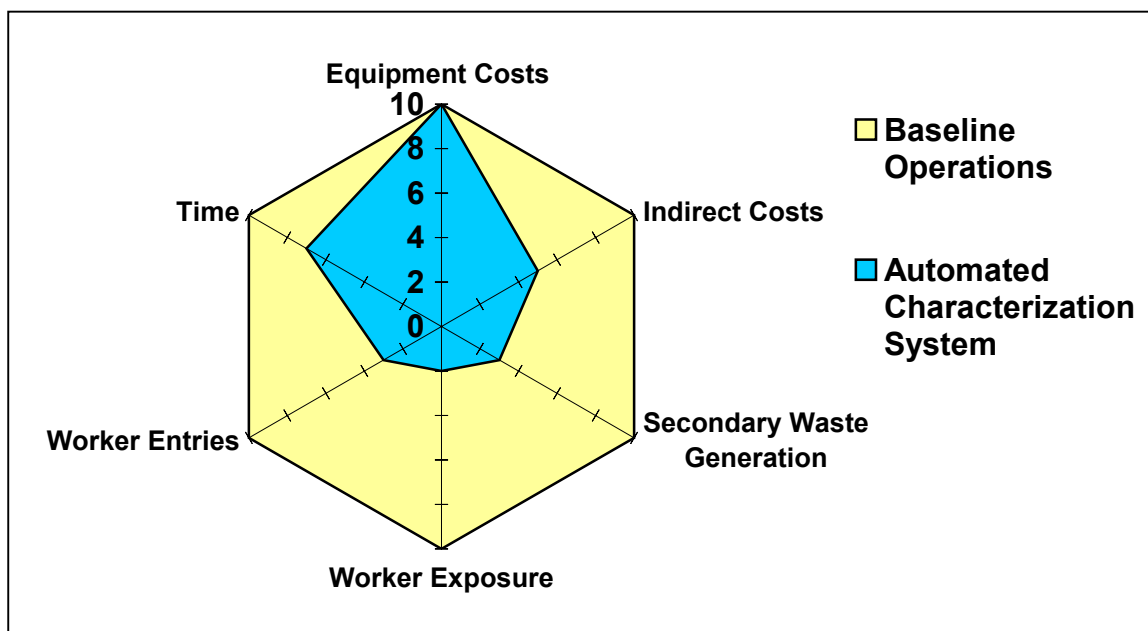 Equipment Costs
10
8
6
4
2
0
Time
Indirect Costs
Worker Entries
Secondary Waste
Generation
Worker Exposure
Baseline
Operations
Automated
Characterization
System